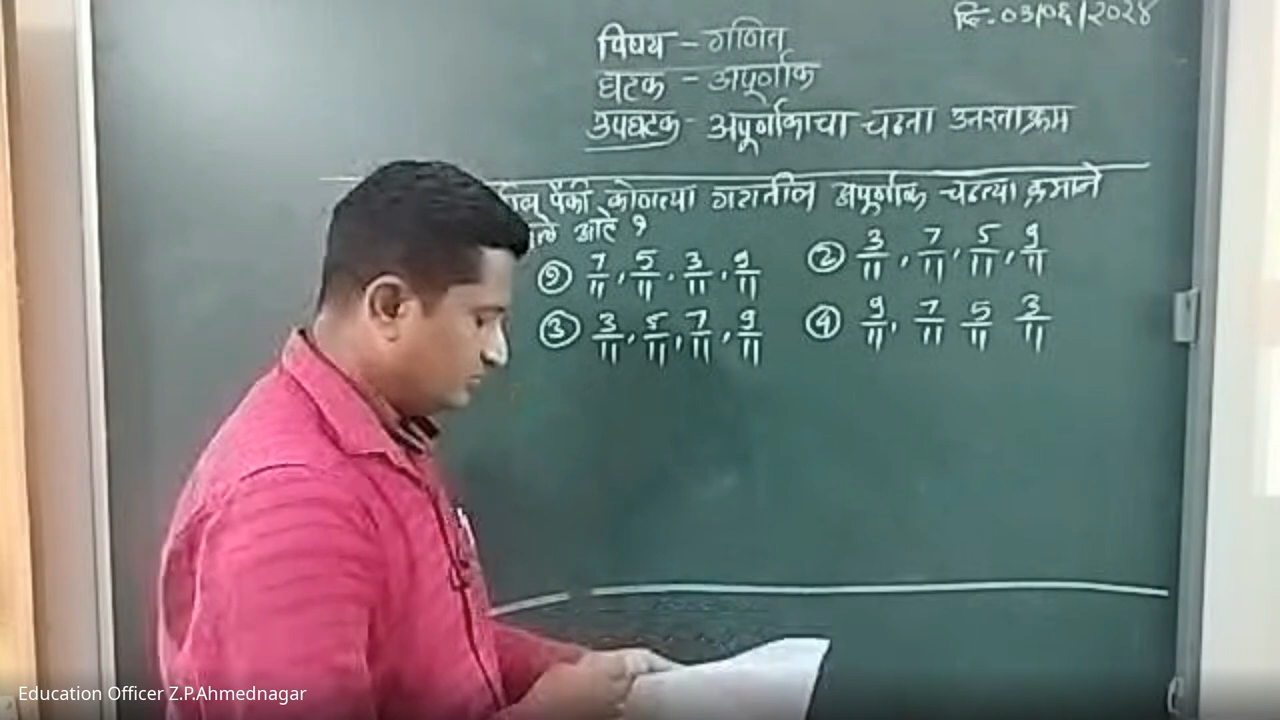 दि. ०३/०६/२०२४
विषय - गणित
घटक - अपूर्णांक
उपघटक - अपूर्णांकाचा चढता उतरता क्रम
पैकी कोणत्या गटातील अपूर्णांक चढत्या क्रमाने
आहे ?
① 7/11, 5/11, 3/11, 9/11 ② 3/11, 7/11, 5/11, 9/11
③ 3/11, 5/11, 7/11, 9/11 ④ 9/11, 7/11 5/11 3/11
Education Officer Z.P.Ahmednagar